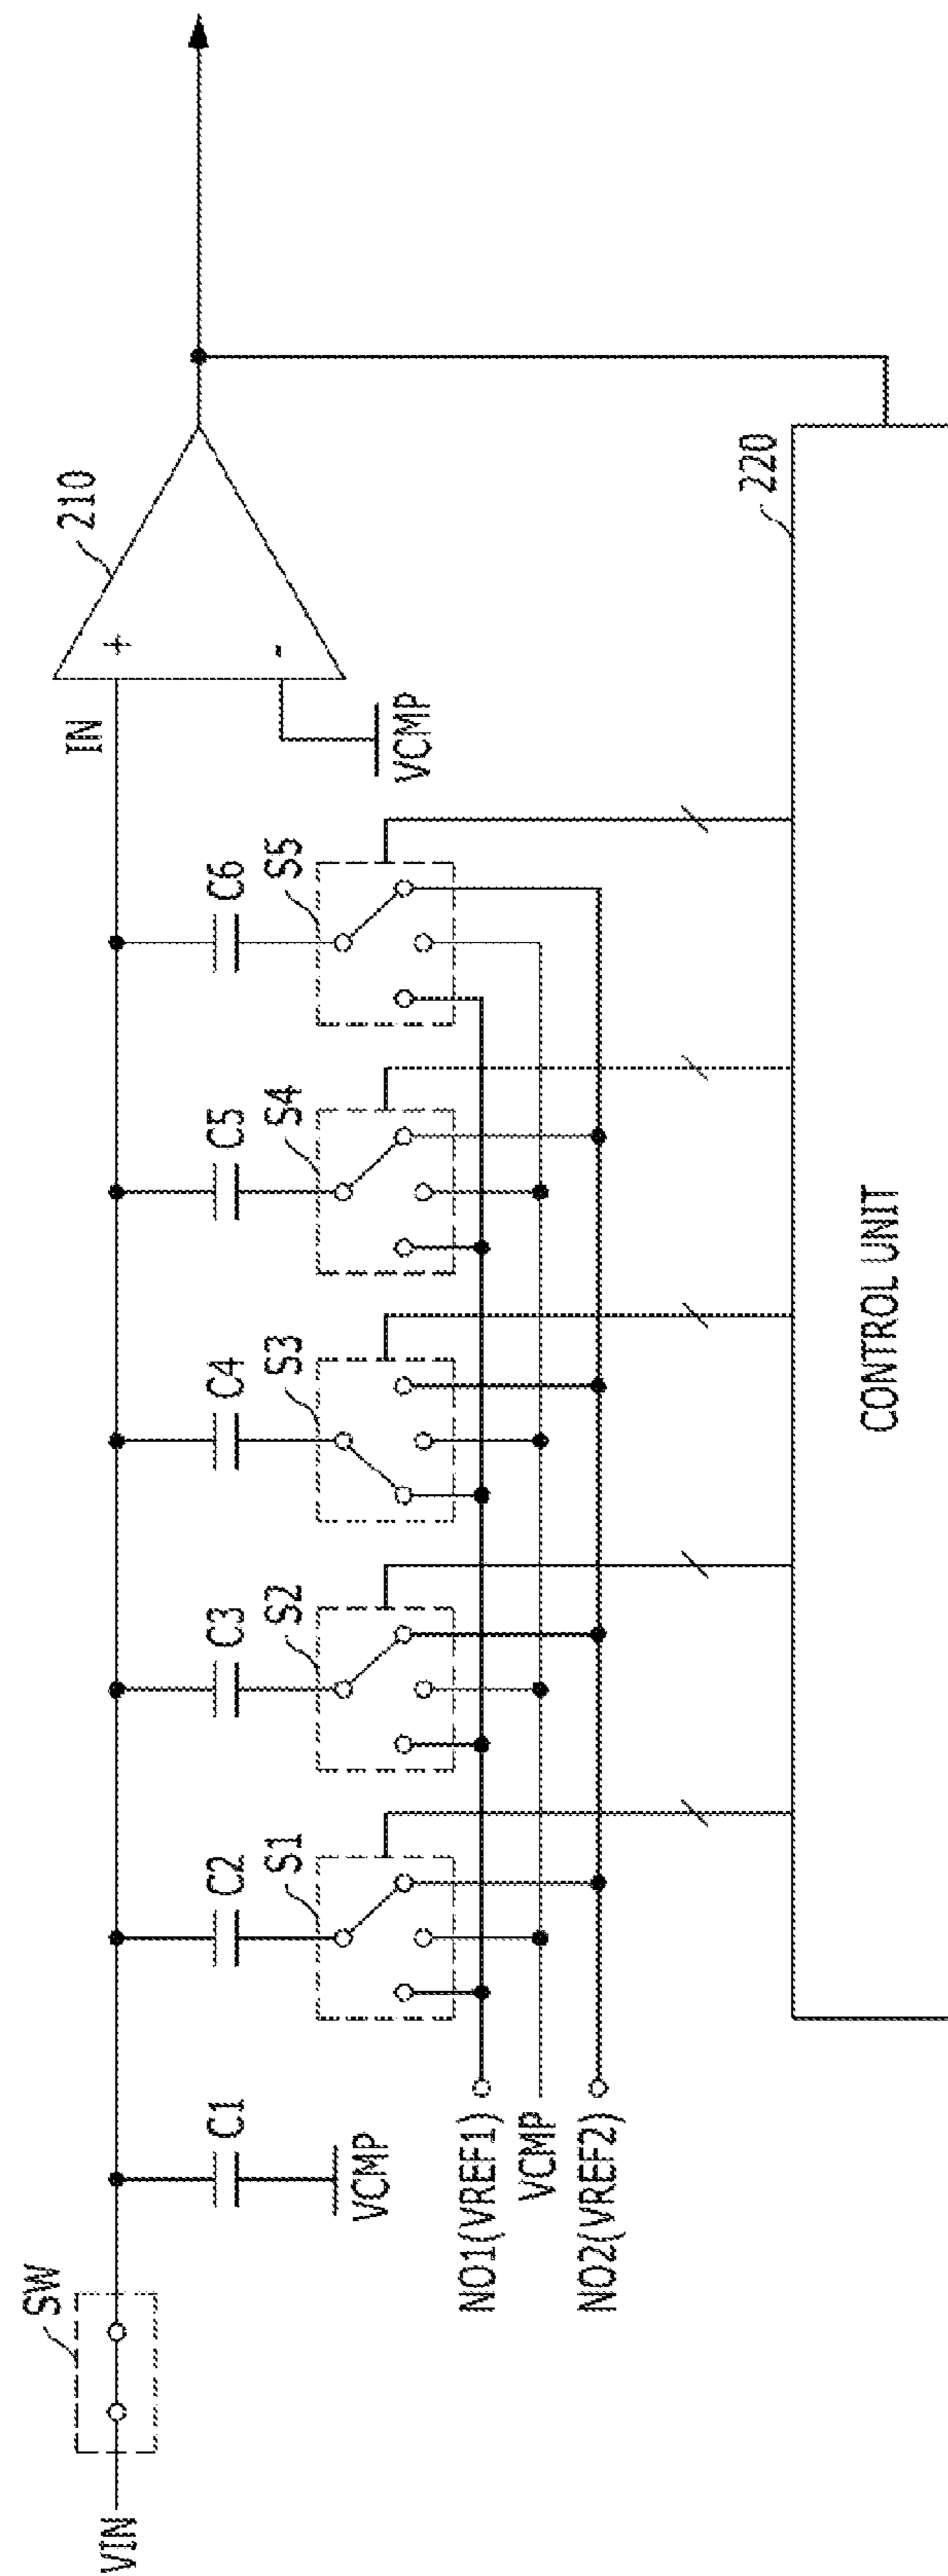 VIN
SW
C1
VCMP
C2
S1
C3
S2
C4
S3
C5
S4
C6
S5
IN
+
-
210
VCMP
NO1(VREF1)
VCMP
NO2(VREF2)
220
CONTROL UNIT